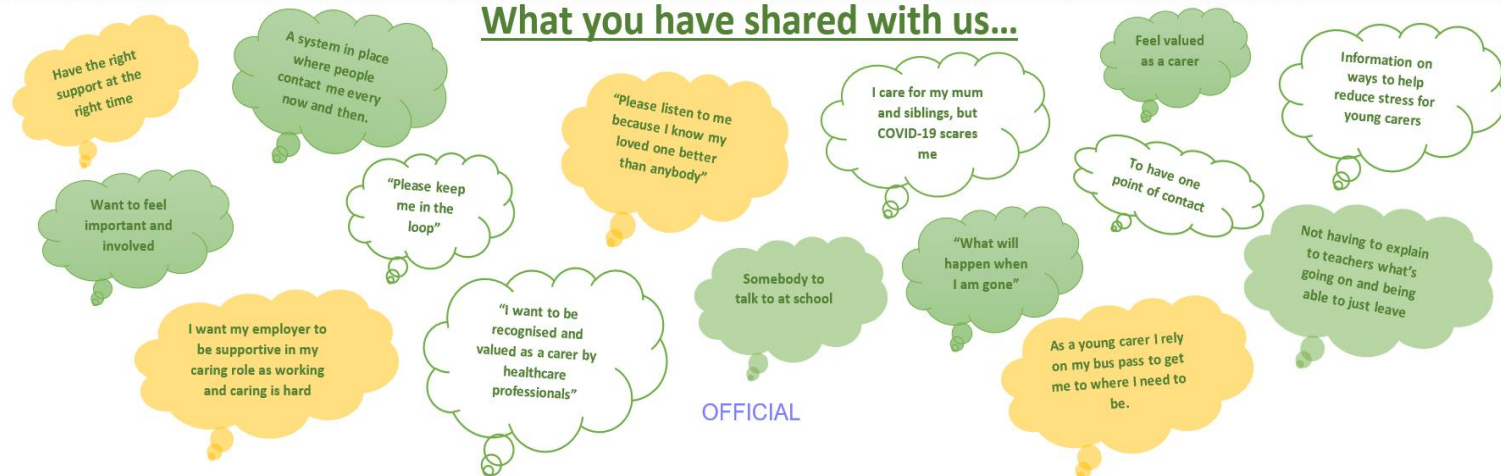 What you have shared with us...
Have the right
support at the
right time
A system in place
where people
contact me every
now and then.
"Please listen to me
because I know my
loved one better
than anybody"
I care for my mum
and siblings, but
COVID-19 scares
me
Feel valued
as a carer
Information on
ways to help
reduce stress for
young carers
Want to feel
important and
involved
"Please keep
me in the
loop"
To have one
point of contact
Somebody to
talk to at school
"What will
happen when
I am gone"
Not having to explain
to teachers what's
going on and being
able to just leave
I want my employer to
be supportive in my
caring role as working
and caring is hard
"I want to be
recognised and
valued as a carer by
healthcare
professionals"
As a young carer I rely
on my bus pass to get
me to where I need to
be.
OFFICIAL